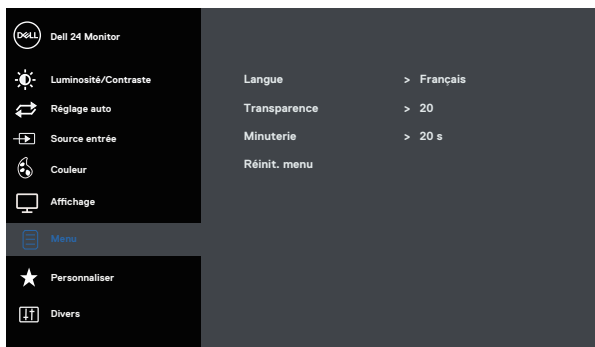 DELL Dell 24 Monitor
Luminosité/Contraste
Réglage auto
Source entrée
Couleur
Affichage
Menu
Personnaliser
Divers
Langue > Français
Transparence > 20
Minuterie > 20 s
Réinit. menu